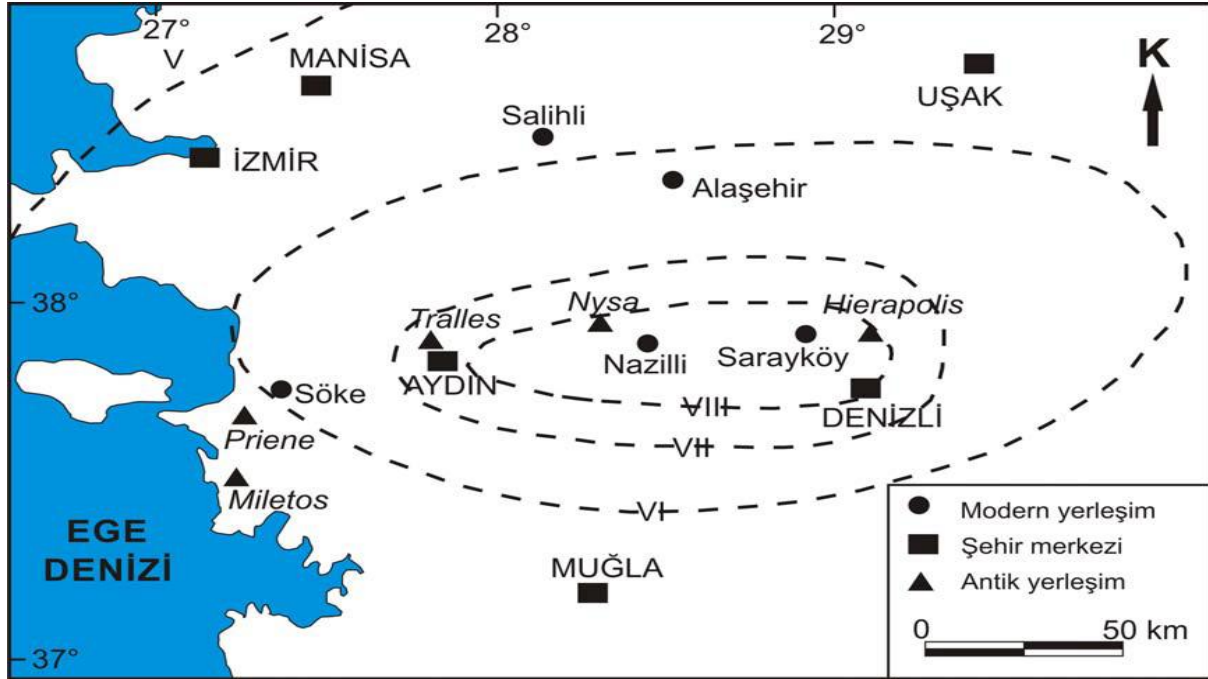 27°
28°
29°
V
MANİSA
K
UŞAK
Salihli
İZMİR
Alaşehir
38°
Nysa
Hierapolis
Tralles
Nazilli
Sarayköy
AYDIN
Söke
VIII
DENİZLİ
Priene
VII
Miletos
VI
EGE
DENİZİ
MUĞLA
Modern yerleşim
Şehir merkezi
Antik yerleşim
0 50 km
37°